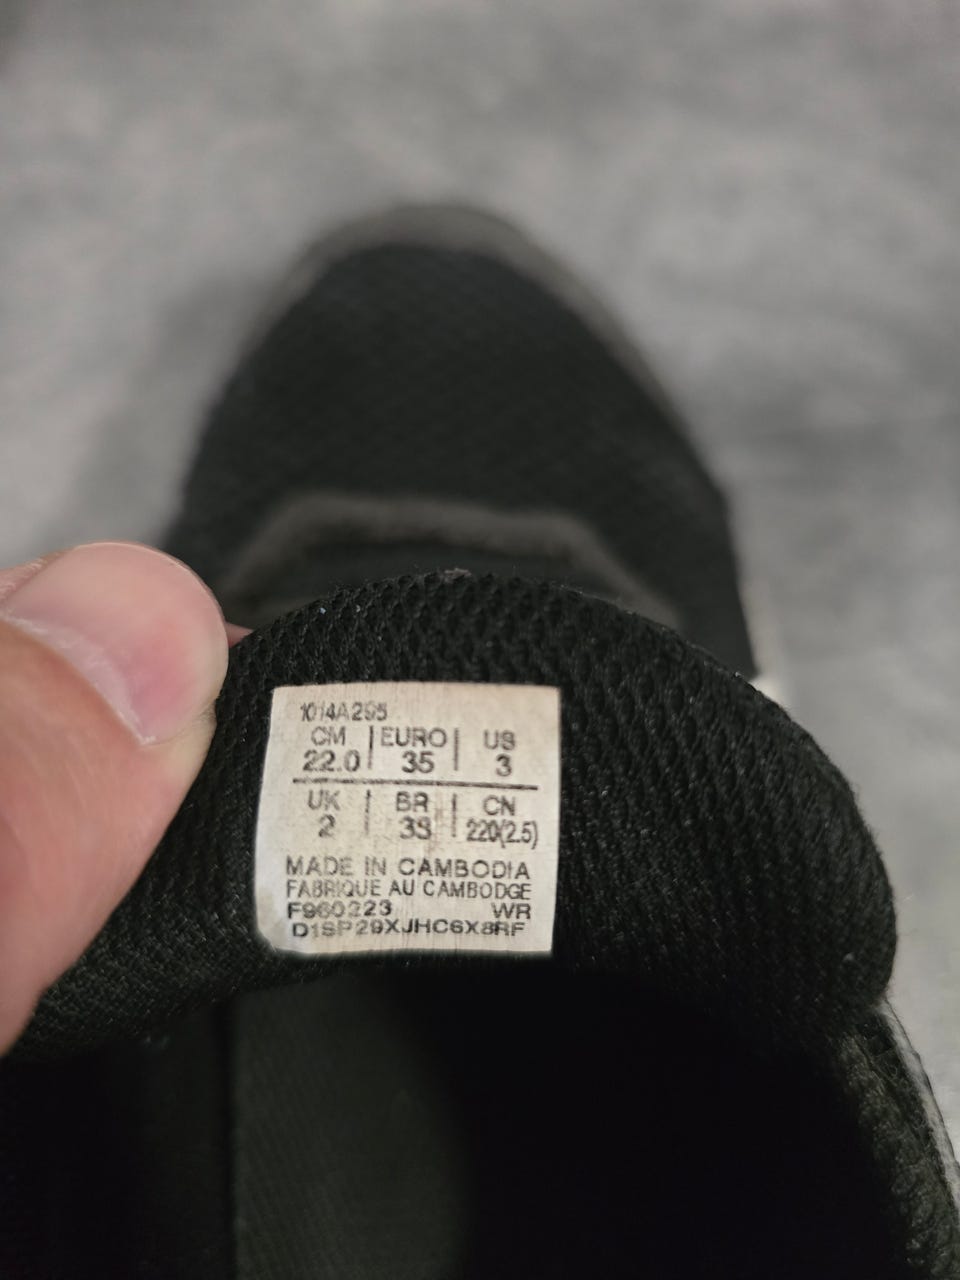 1014A295
CM | EURO | US
22.0 | 35 | 3
UK | BR | CN
2 | 33 | 220(2.5)
MADE IN CAMBODIA
FABRIQUE AU CAMBODGE
F960223 WR
D1SP29XJHC6X8RF